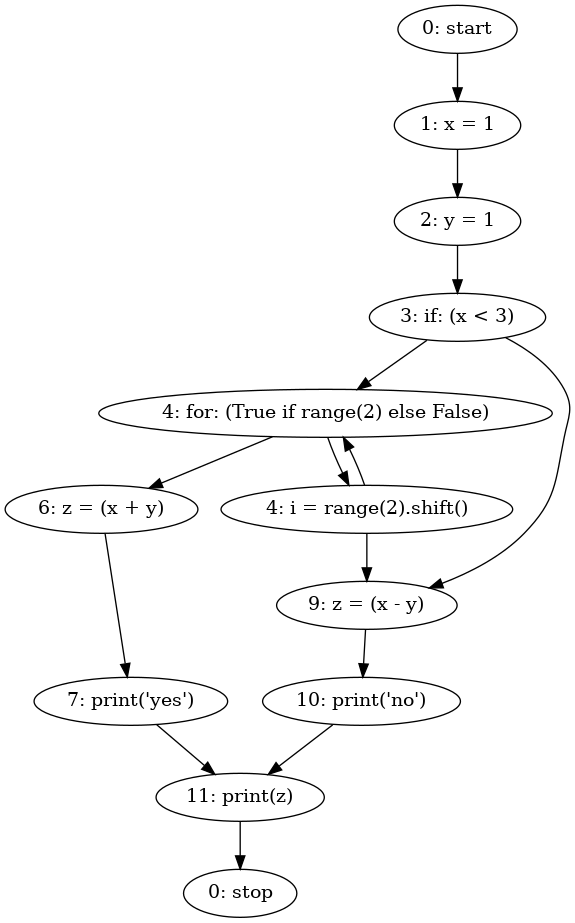 0: start
1: x = 1
2: y = 1
3: if: (x < 3)
4: for: (True if range(2) else False)
6: z = (x + y)
4: i = range(2).shift()
9: z = (x - y)
7: print('yes')
10: print('no')
11: print(z)
0: stop